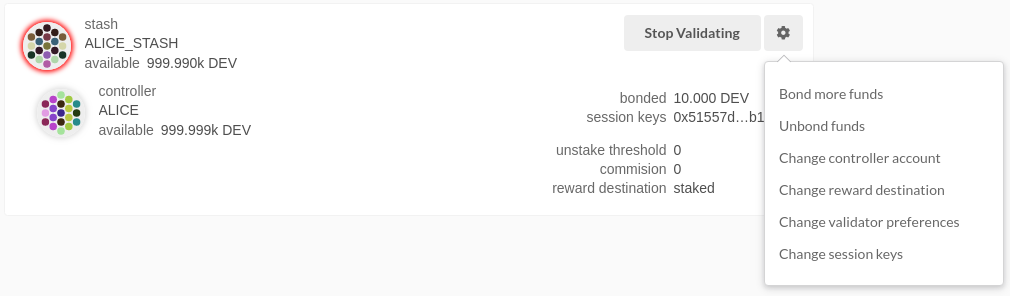 stash
ALICE_STASH
available 999.990k DEV
Stop Validating
controller
ALICE
available 999.999k DEV
bonded 10.000 DEV
session keys 0x51557d…b1
unstake threshold 0
commision 0
reward destination staked
Bond more funds
Unbond funds
Change controller account
Change reward destination
Change validator preferences
Change session keys